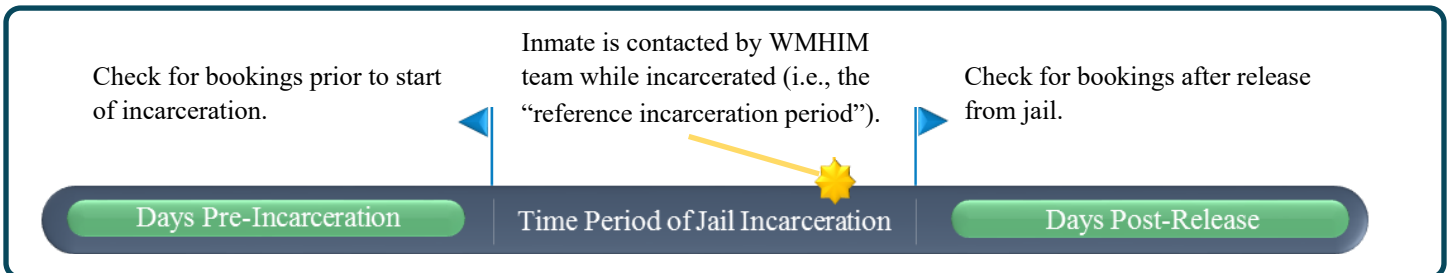 Check for bookings prior to start
of incarceration.
Inmate is contacted by WMHIM
team while incarcerated (i.e., the
“reference incarceration period”).
Check for bookings after release
from jail.
Days Pre-Incarceration
Time Period of Jail Incarceration
Days Post-Release